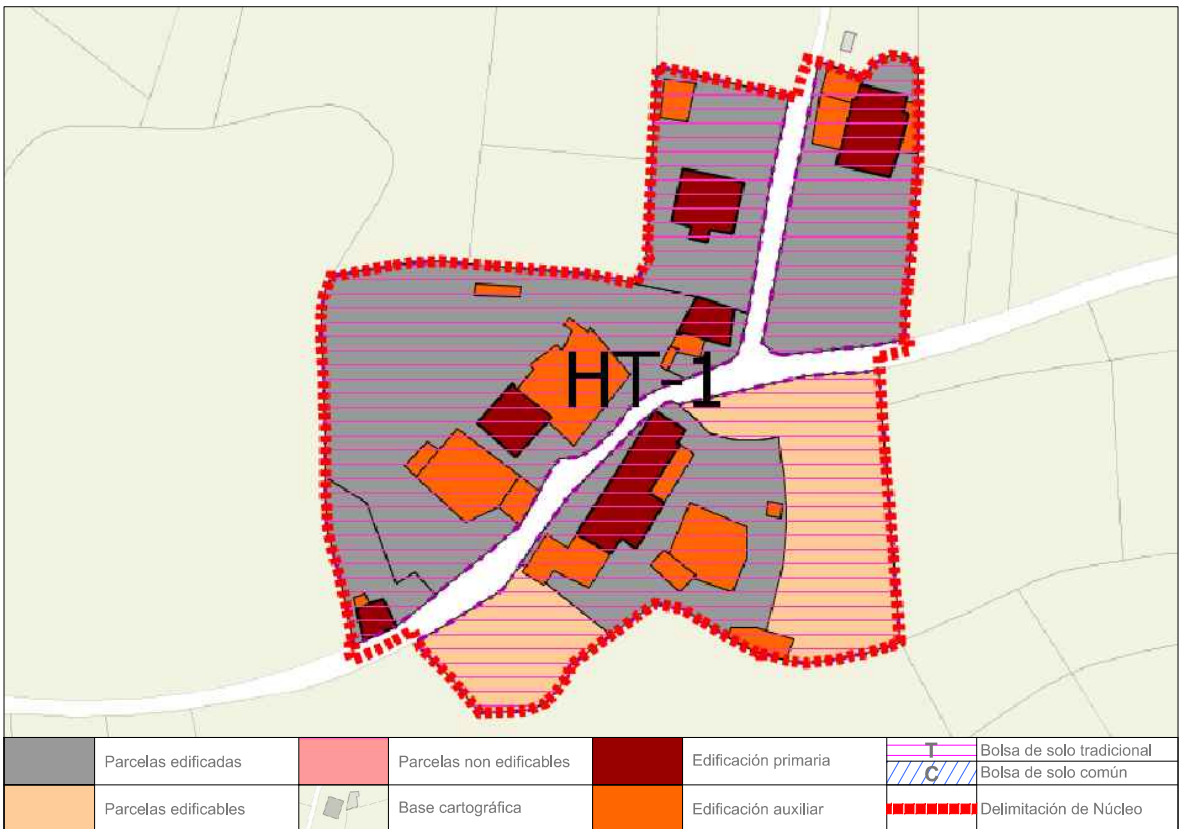 HT-1
Parcelas edificadas
Parcelas non edificables
Edificación primaria
T
Bolsa de solo tradicional
C
Bolsa de solo común
Parcelas edificables
Base cartográfica
Edificación auxiliar
Delimitación de Núcleo